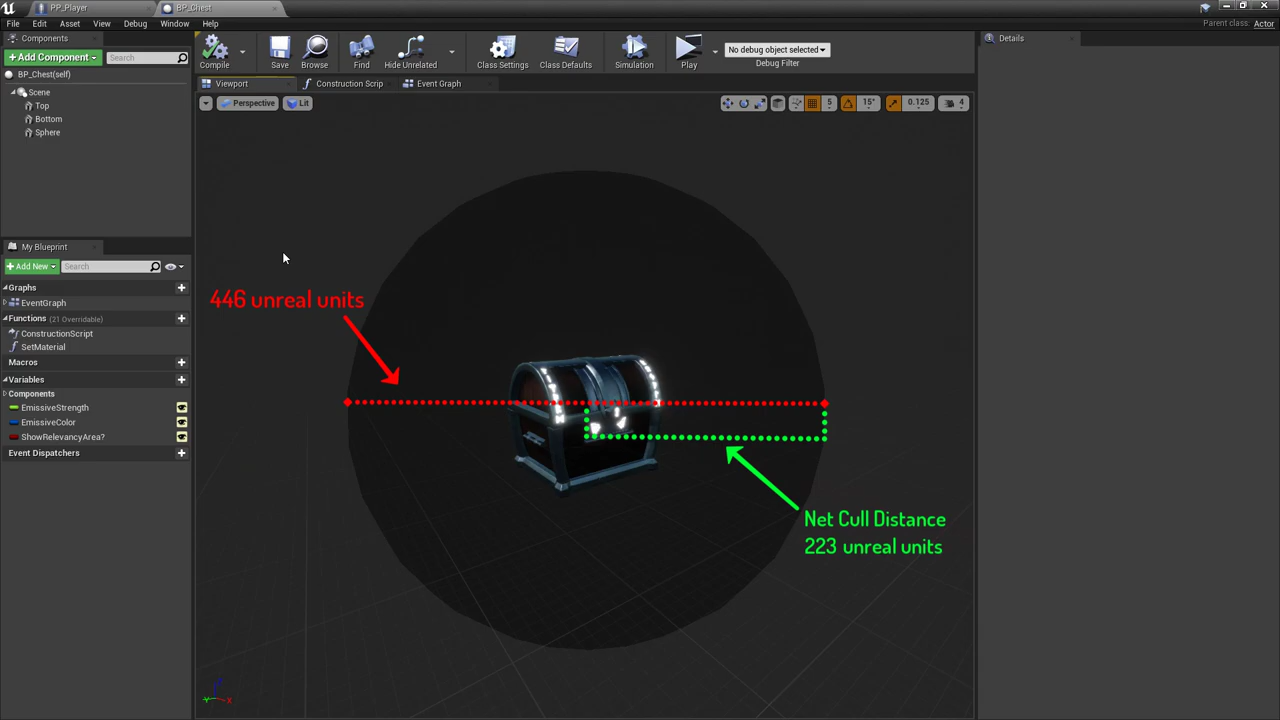 PP_Player
BP_Chest
File Edit Asset View Debug Window Help
Parent class: Actor
Components
+Add Component
Search
BP_Chest(self)
Scene
Top
Bottom
Sphere
Compile
Save
Browse
Find
Hide Unrelated
Class Settings
Class Defaults
Simulation
Play
No debug object selected
Debug Filter
Details
Viewport
Construction Scrip
Event Graph
Perspective
Lit
5
15°
0.125
4
My Blueprint
+Add New
Search
Graphs
EventGraph
Functions (21 Overridable)
ConstructionScript
SetMaterial
Macros
Variables
Components
EmissiveStrength
EmissiveColor
ShowRelevancyArea?
Event Dispatchers
446 unreal units
Net Cull Distance
223 unreal units